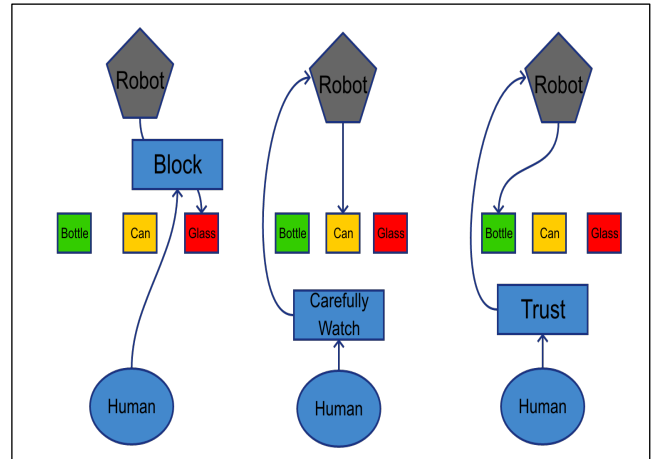 Robot
Robot
Robot
Block
Bottle
Can
Glass
Bottle
Can
Glass
Bottle
Can
Glass
Carefully
Watch
Trust
Human
Human
Human